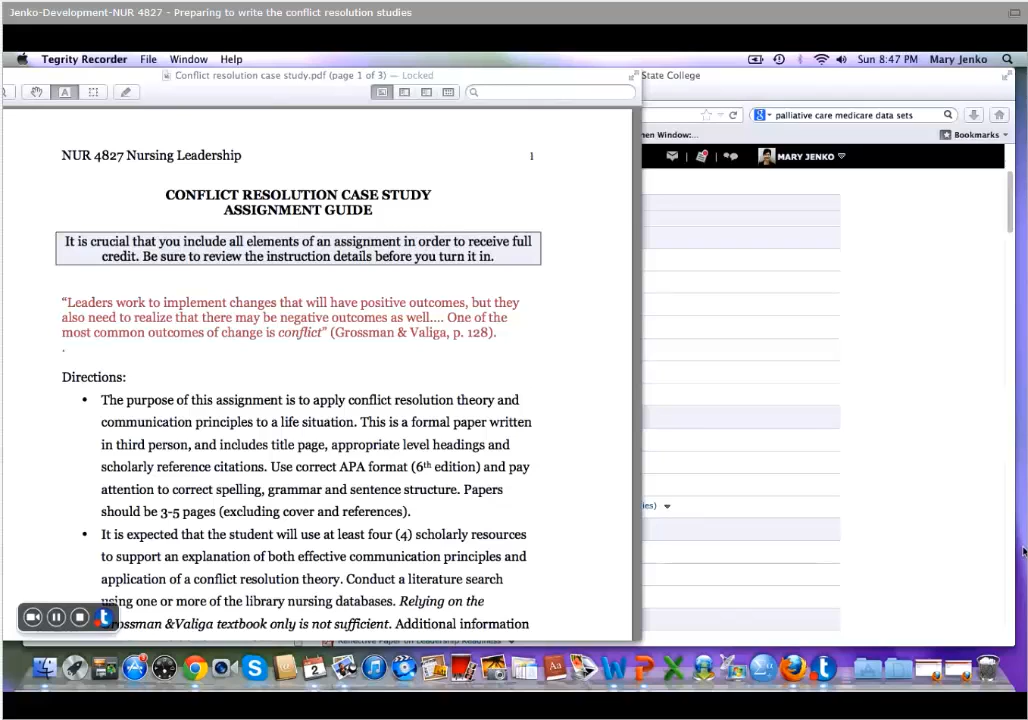 Jenko-Development-NUR 4827 - Preparing to write the conflict resolution studies
Tegrity Recorder File Window Help
Sun 8:47 PM Mary Jenko
Conflict resolution case study.pdf (page 1 of 3) — Locked
State College
palliative care medicare data sets
Bookmarks
MARY JENKO
NUR 4827 Nursing Leadership 1
CONFLICT RESOLUTION CASE STUDY
ASSIGNMENT GUIDE
It is crucial that you include all elements of an assignment in order to receive full
credit. Be sure to review the instruction details before you turn it in.
“Leaders work to implement changes that will have positive outcomes, but they
also need to realize that there may be negative outcomes as well.... One of the
most common outcomes of change is conflict” (Grossman & Valiga, p. 128).
.
Directions:
• The purpose of this assignment is to apply conflict resolution theory and
communication principles to a life situation. This is a formal paper written
in third person, and includes title page, appropriate level headings and
scholarly reference citations. Use correct APA format (6th edition) and pay
attention to correct spelling, grammar and sentence structure. Papers
should be 3-5 pages (excluding cover and references).
• It is expected that the student will use at least four (4) scholarly resources
to support an explanation of both effective communication principles and
application of a conflict resolution theory. Conduct a literature search
using one or more of the library nursing databases. Relying on the
Grossman &Valiga textbook only is not sufficient. Additional information